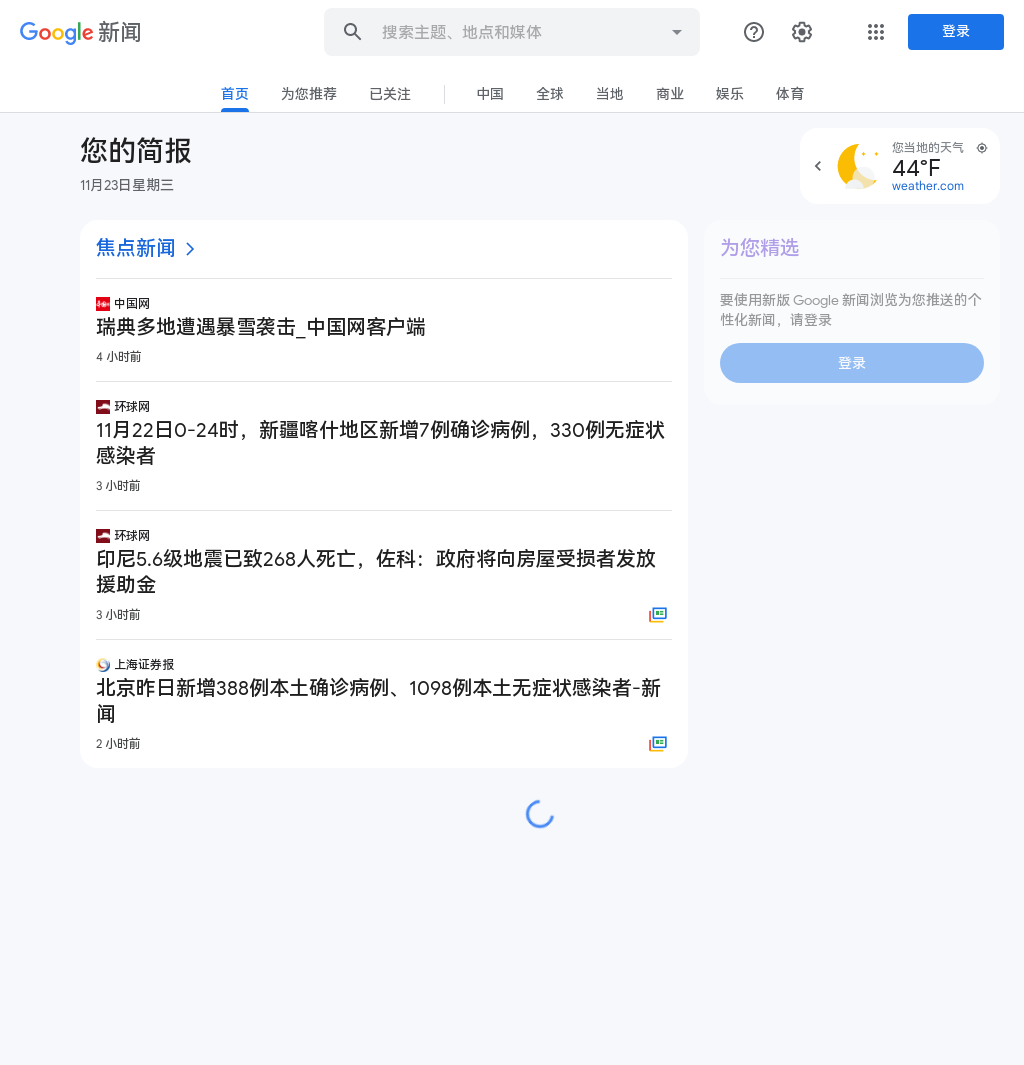 Google 新闻
搜索主题、地点和媒体
登录
首页 为您推荐 已关注 中国 全球 当地 商业 娱乐 体育
您的简报
11月23日星期三
您当地的天气
44°F
weather.com
焦点新闻
中国网
瑞典多地遭遇暴雪袭击_中国网客户端
4 小时前
环球网
11月22日0-24时，新疆喀什地区新增7例确诊病例，330例无症状
感染者
3 小时前
环球网
印尼5.6级地震已致268人死亡，佐科：政府将向房屋受损者发放
援助金
3 小时前
上海证券报
北京昨日新增388例本土确诊病例、1098例本土无症状感染者-新
闻
2 小时前
为您精选
要使用新版 Google 新闻浏览为您推送的个
性化新闻，请登录
登录